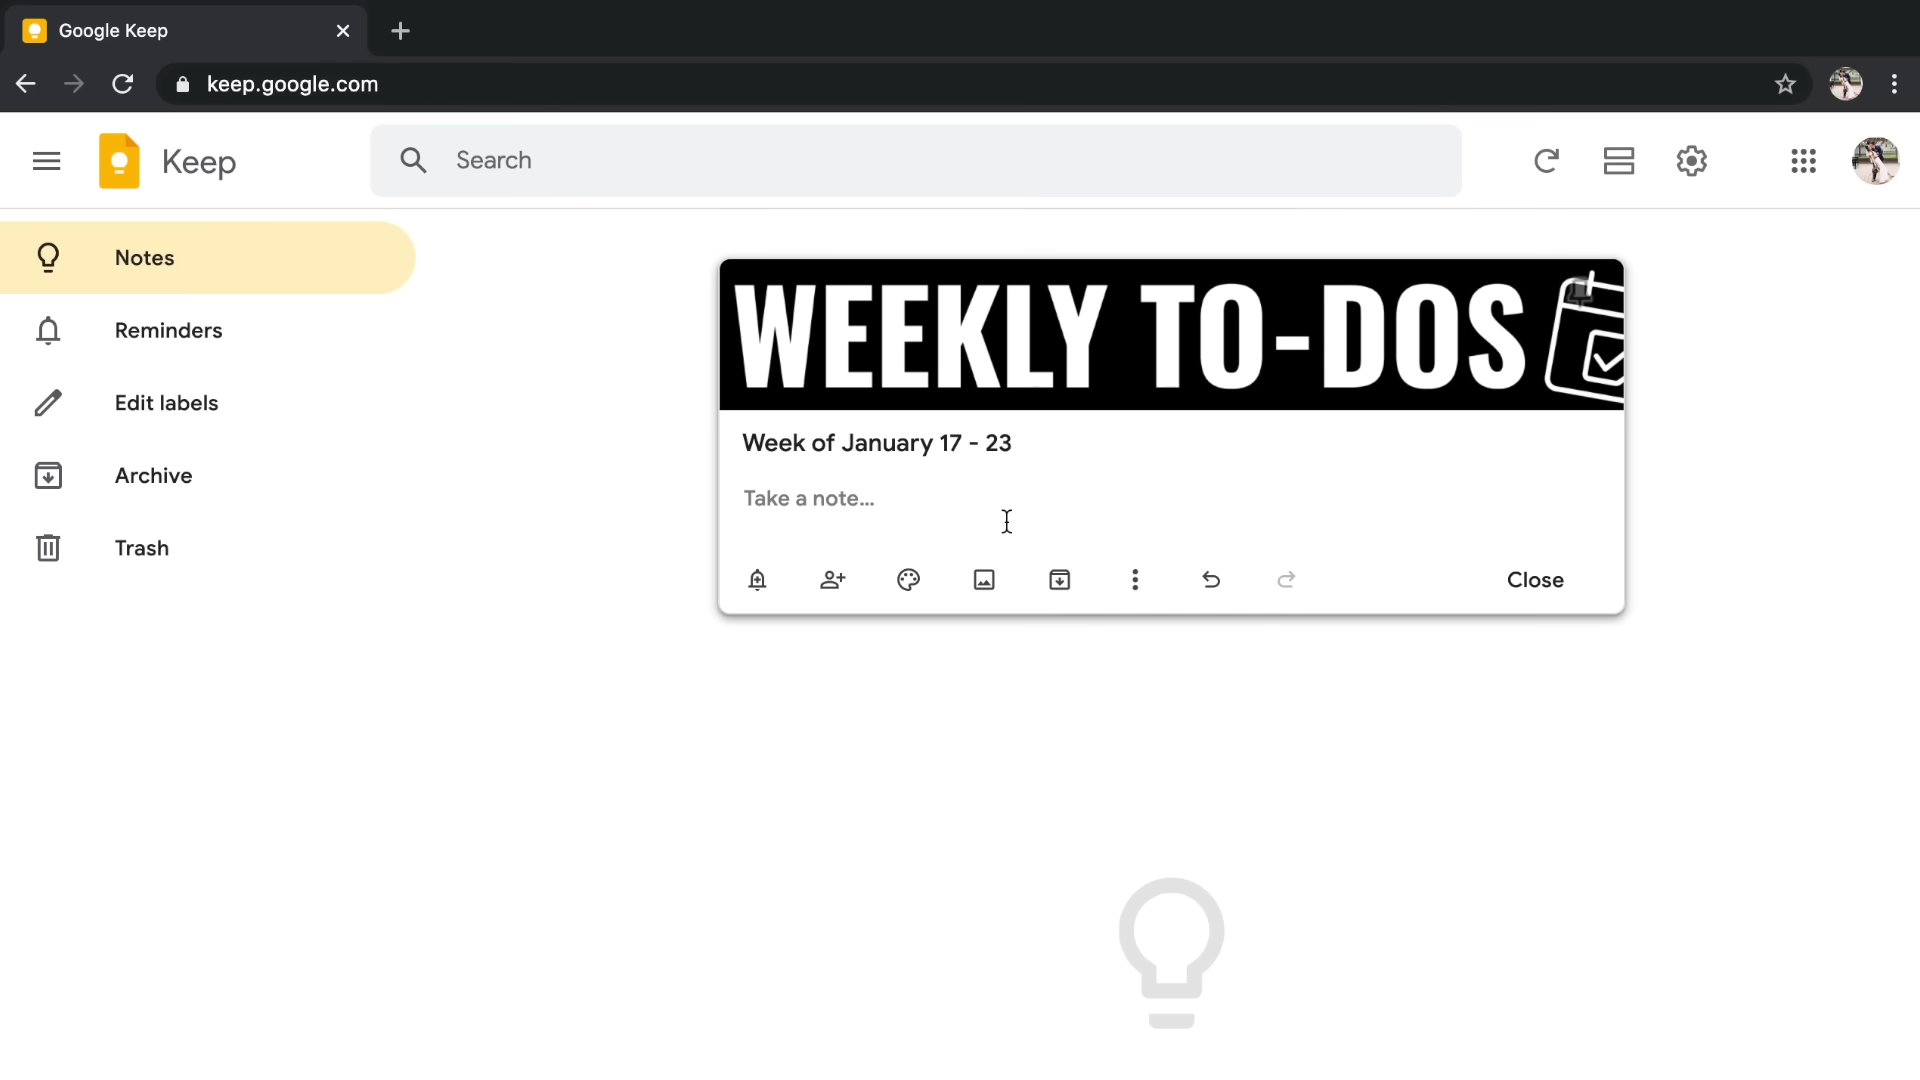 Google Keep
keep.google.com
Keep
Search
Notes
Reminders
Edit labels
Archive
Trash
WEEKLY TO-DOS
Week of January 17 - 23
Take a note...
Close